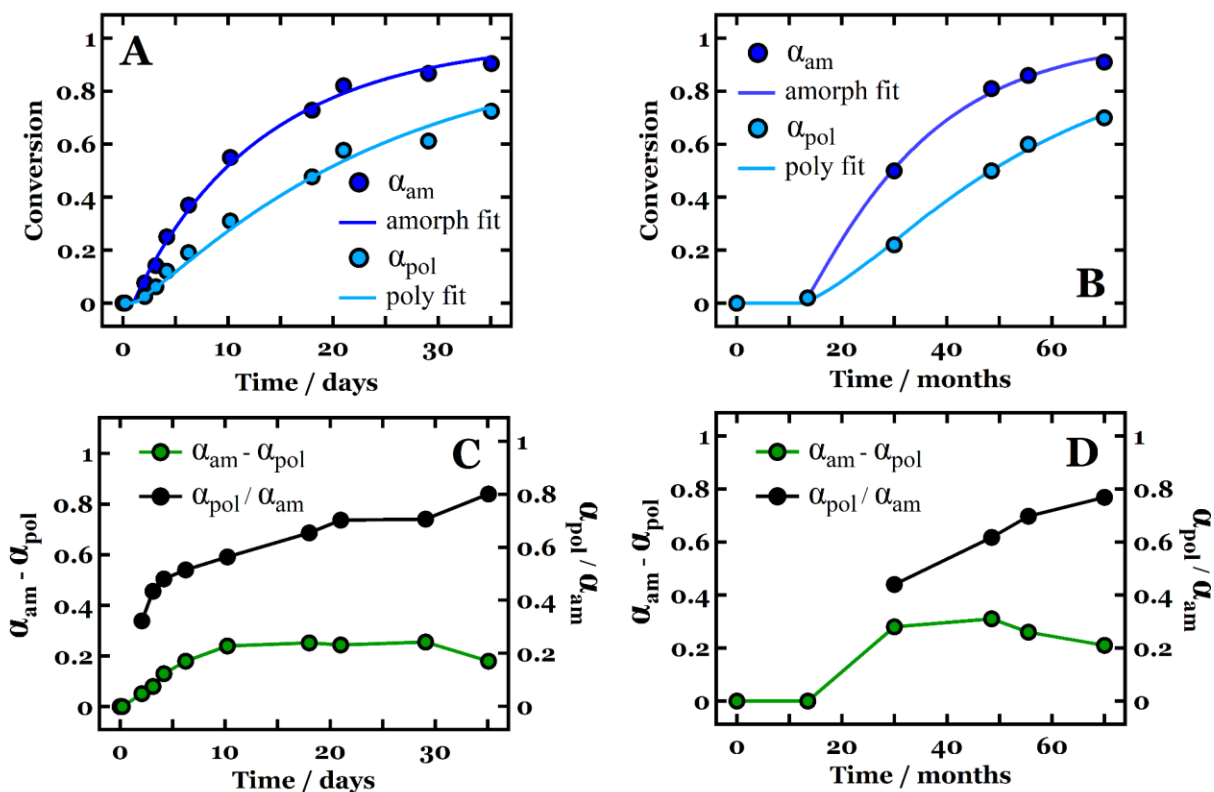 A
Conversion
1
0.8
0.6
0.4
0.2
0
αam
amorph fit
αpol
poly fit
0 10 20 30
Time / days
B
Conversion
1
0.8
0.6
0.4
0.2
0
αam
amorph fit
αpol
poly fit
0 20 40 60
Time / months
C
αam - αpol
1
0.8
0.6
0.4
0.2
0
αam - αpol
αpol / αam
1
0.8
0.6
0.4
0.2
0
αpol / αam
0 10 20 30
Time / days
D
αam - αpol
1
0.8
0.6
0.4
0.2
0
αam - αpol
αpol / αam
1
0.8
0.6
0.4
0.2
0
αpol / αam
0 20 40 60
Time / months